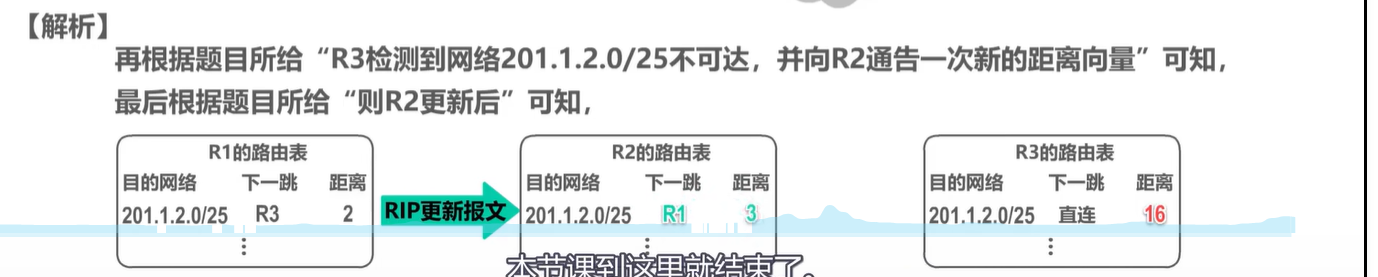 【解析】
再根据题目所给“R3检测到网络201.1.2.0/25不可达，并向R2通告一次新的距离向量”可知，
最后根据题目所给“则R2更新后”可知，
R1的路由表
目的网络 下一跳 距离
201.1.2.0/25 R3 2
⋮
RIP更新报文
R2的路由表
目的网络 下一跳 距离
201.1.2.0/25 R1 3
⋮
R3的路由表
目的网络 下一跳 距离
201.1.2.0/25 直连 16
⋮
本节课到这里就结束了。